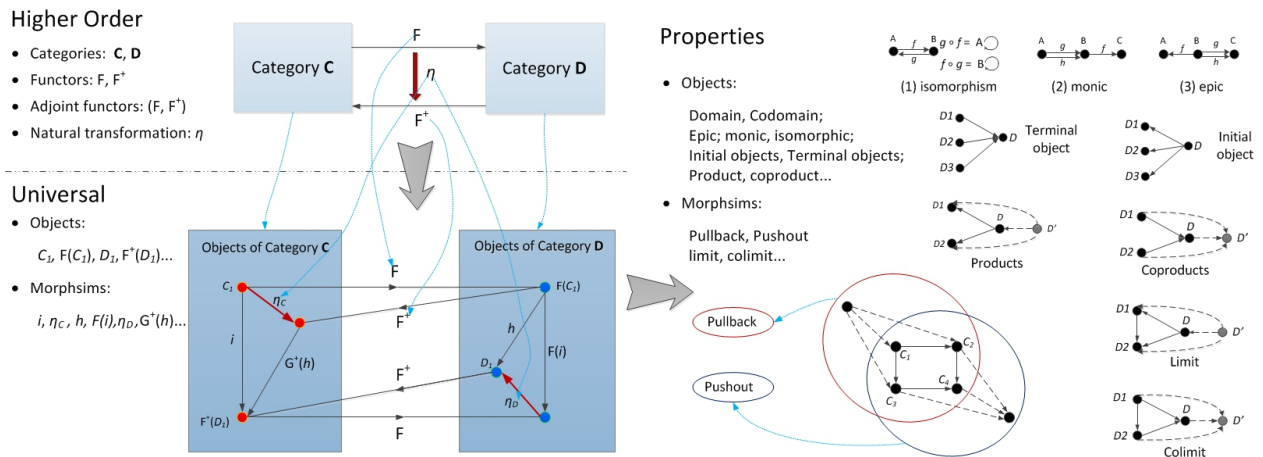 Higher Order
• Categories: C, D
• Functors: F, F⁺
• Adjoint functors: (F, F⁺)
• Natural transformation: η
Category C
F
η
F⁺
Category D
Universal
• Objects:
C₁, F(C₁), D₁, F⁺(D₁)...
• Morphsims:
i, η_C, h, F(i), η_D, G⁺(h)...
Objects of Category C
Objects of Category D
C₁
η_C
F
F⁺
F(C₁)
i
G⁺(h)
h
F(i)
D₁
F⁺
η_D
F⁺(D₁)
F
Properties
• Objects:
Domain, Codomain;
Epic; monic, isomorphic;
Initial objects, Terminal objects;
Product, coproduct...
• Morphsims:
Pullback, Pushout
limit, colimit...
A f B g
g ∘ f = A
f ∘ g = B
(1) isomorphism
A g h B f C
(2) monic
A f B g h C
(3) epic
D1
D2
D3
D
Terminal
object
D1
D2
D3
D
Initial
object
D1
D2
D
D'
Products
D1
D2
D
D'
Coproducts
D1
D2
D
D'
Limit
D1
D2
D
D'
Colimit
Pullback
Pushout
C₁
C₂
C₃
C₄